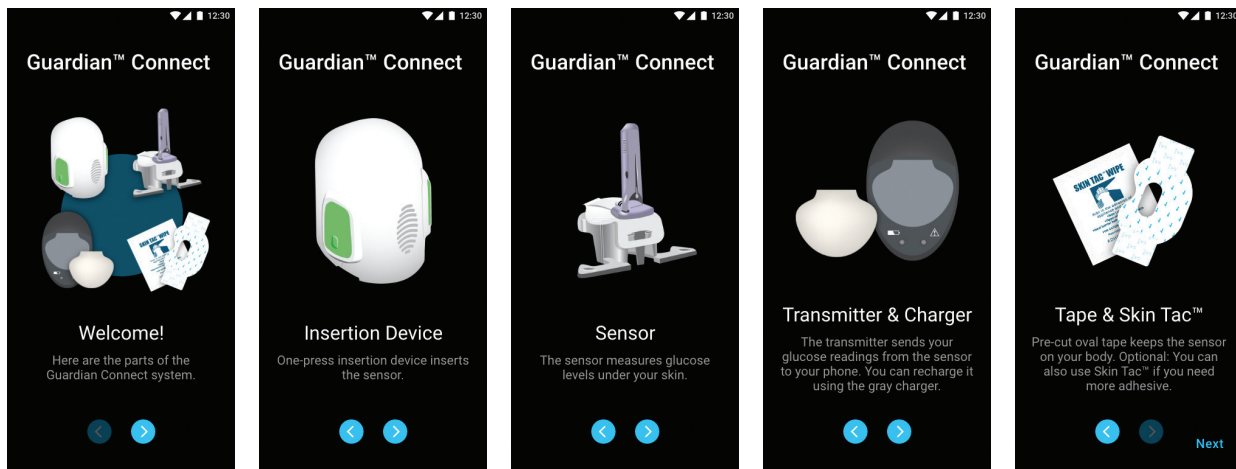 12:30
Guardian™ Connect
SKIN TAC™ WIPE
Welcome!
Here are the parts of the
Guardian Connect system.
12:30
Guardian™ Connect
Insertion Device
One-press insertion device inserts
the sensor.
12:30
Guardian™ Connect
Sensor
The sensor measures glucose
levels under your skin.
12:30
Guardian™ Connect
Transmitter & Charger
The transmitter sends your
glucose readings from the sensor
to your phone. You can recharge it
using the gray charger.
12:30
Guardian™ Connect
SKIN TAC™ WIPE
Tape & Skin Tac™
Pre-cut oval tape keeps the sensor
on your body. Optional: You can
also use Skin Tac™ if you need
more adhesive.
Next